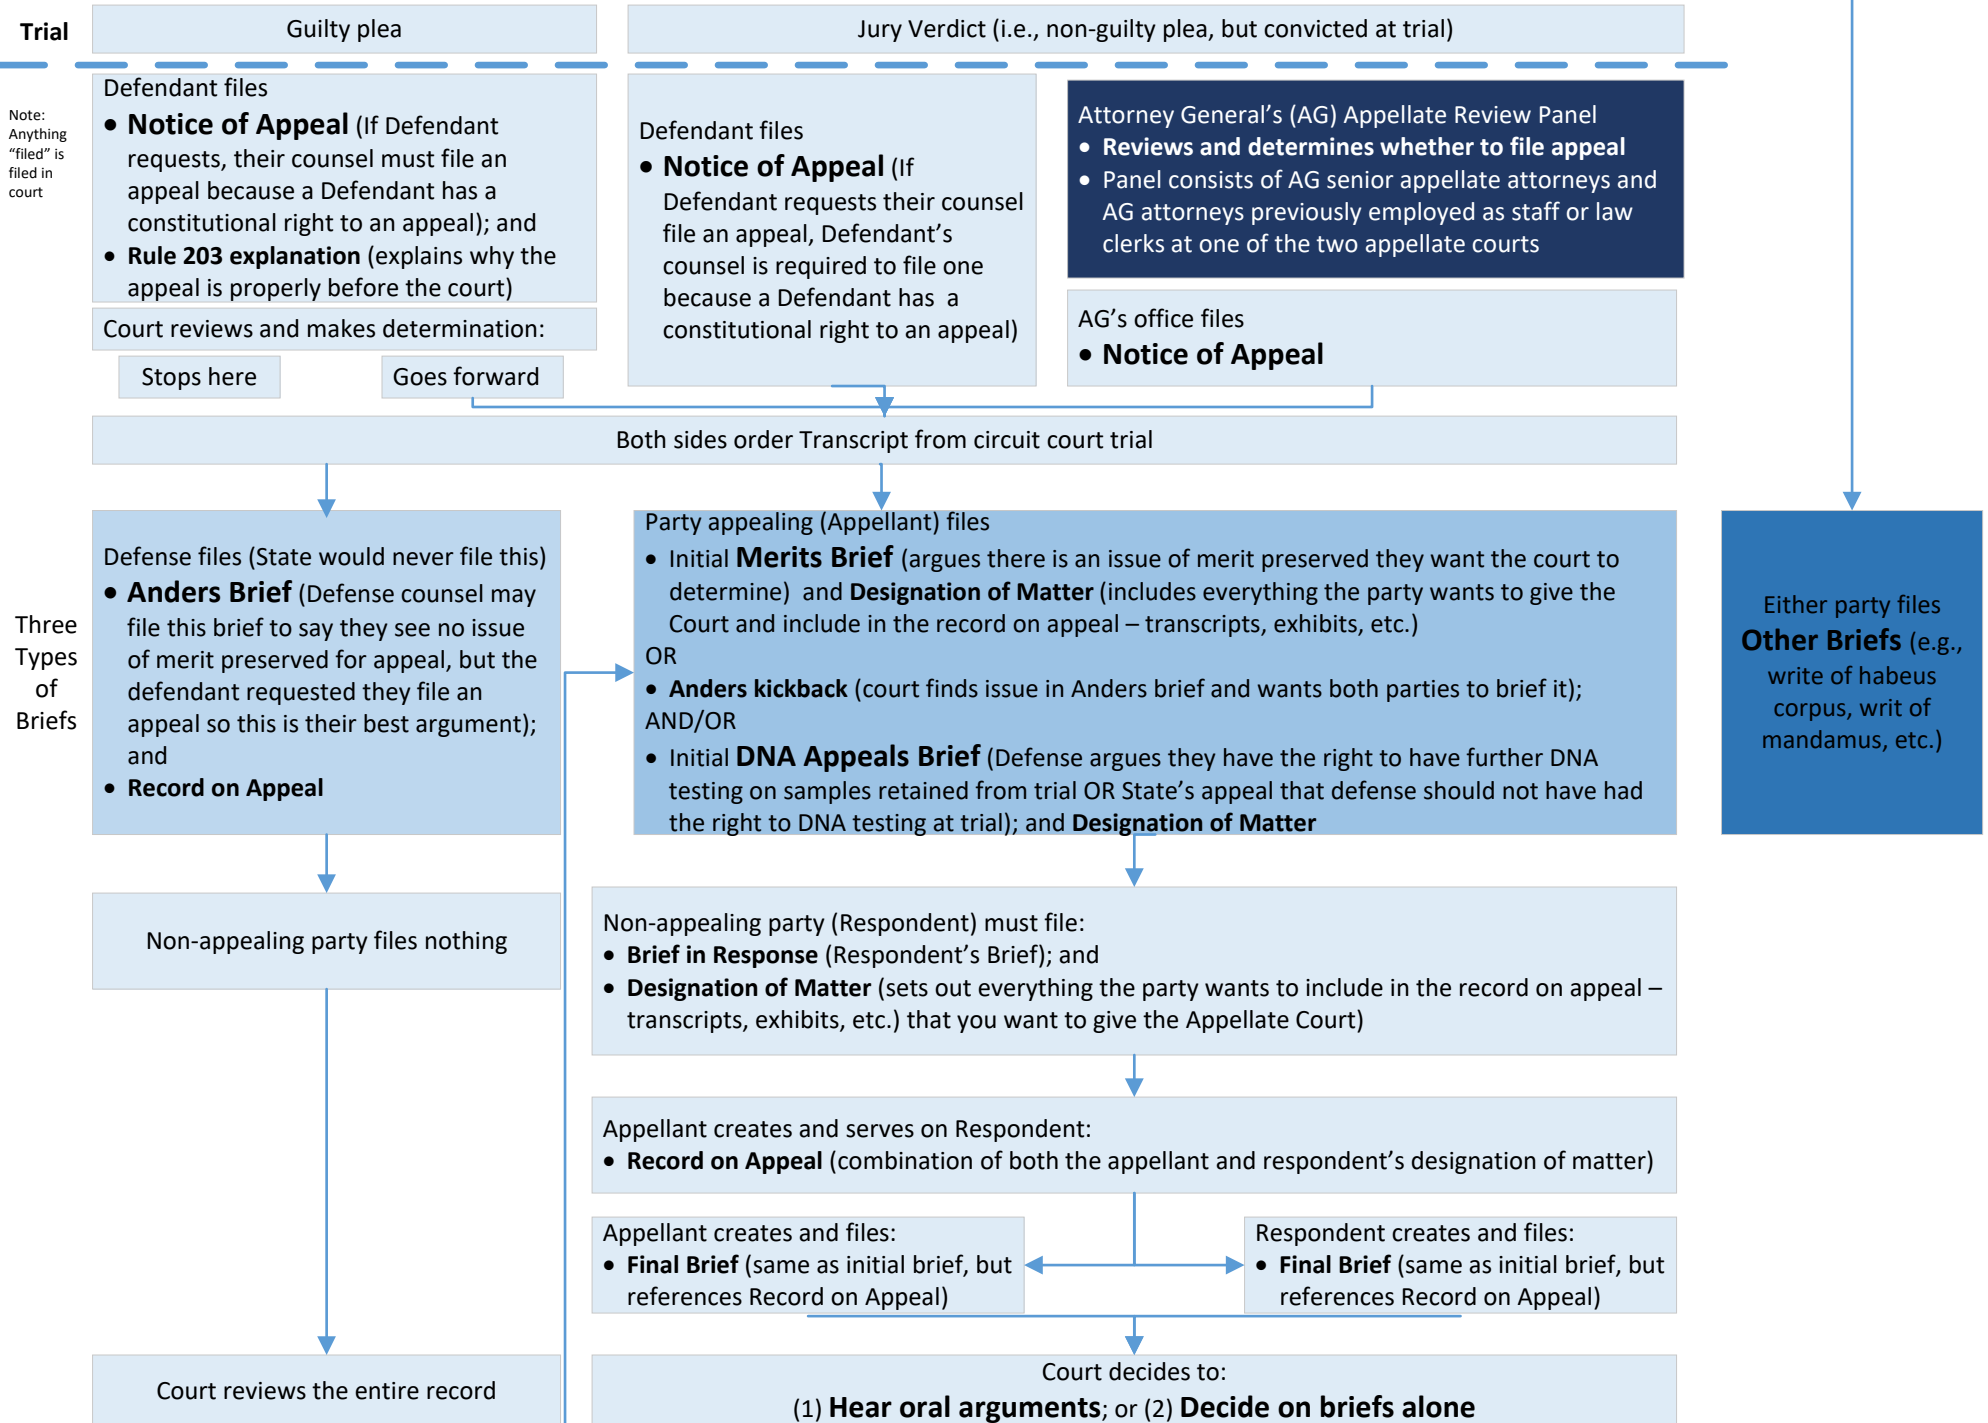 Trial
Guilty plea
Jury Verdict (i.e., non-guilty plea, but convicted at trial)
Note:
Anything
“filed” is
filed in
court
Defendant files
• Notice of Appeal (If Defendant
requests, their counsel must file an
appeal because a Defendant has a
constitutional right to an appeal); and
• Rule 203 explanation (explains why the
appeal is properly before the court)
Court reviews and makes determination:
Stops here
Goes forward
Defendant files
• Notice of Appeal (If
Defendant requests their counsel
file an appeal, Defendant’s
counsel is required to file one
because a Defendant has a
constitutional right to an appeal)
Attorney General’s (AG) Appellate Review Panel
• Reviews and determines whether to file appeal
• Panel consists of AG senior appellate attorneys and
AG attorneys previously employed as staff or law
clerks at one of the two appellate courts
AG’s office files
• Notice of Appeal
Both sides order Transcript from circuit court trial
Three
Types
of
Briefs
Defense files (State would never file this)
• Anders Brief (Defense counsel may
file this brief to say they see no issue
of merit preserved for appeal, but the
defendant requested they file an
appeal so this is their best argument);
and
• Record on Appeal
Party appealing (Appellant) files
• Initial Merits Brief (argues there is an issue of merit preserved they want the court to
determine) and Designation of Matter (includes everything the party wants to give the
Court and include in the record on appeal – transcripts, exhibits, etc.)
OR
• Anders kickback (court finds issue in Anders brief and wants both parties to brief it);
AND/OR
• Initial DNA Appeals Brief (Defense argues they have the right to have further DNA
testing on samples retained from trial OR State’s appeal that defense should not have had
the right to DNA testing at trial); and Designation of Matter
Either party files
Other Briefs (e.g.,
write of habeus
corpus, writ of
mandamus, etc.)
Non-appealing party files nothing
Non-appealing party (Respondent) must file:
• Brief in Response (Respondent’s Brief); and
• Designation of Matter (sets out everything the party wants to include in the record on appeal –
transcripts, exhibits, etc.) that you want to give the Appellate Court)
Appellant creates and serves on Respondent:
• Record on Appeal (combination of both the appellant and respondent’s designation of matter)
Appellant creates and files:
• Final Brief (same as initial brief, but
references Record on Appeal)
Respondent creates and files:
• Final Brief (same as initial brief, but
references Record on Appeal)
Court reviews the entire record
Court decides to:
(1) Hear oral arguments; or (2) Decide on briefs alone